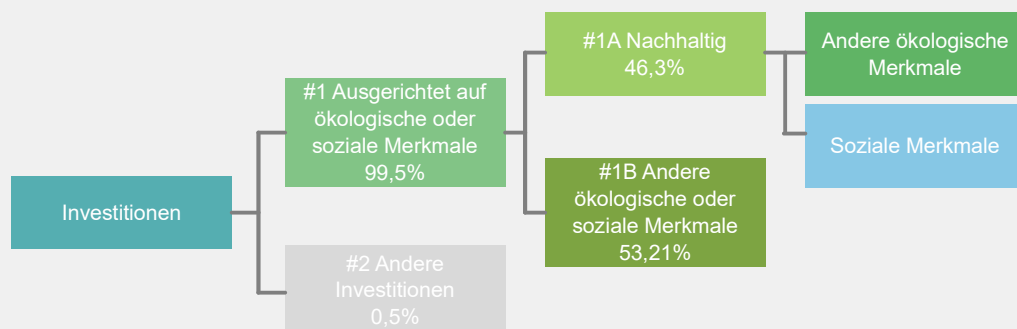 Investitionen
#1 Ausgerichtet auf
ökologische oder
soziale Merkmale
99,5%
#2 Andere
Investitionen
0,5%
#1A Nachhaltig
46,3%
#1B Andere
ökologische oder
soziale Merkmale
53,21%
Andere ökologische
Merkmale
Soziale Merkmale